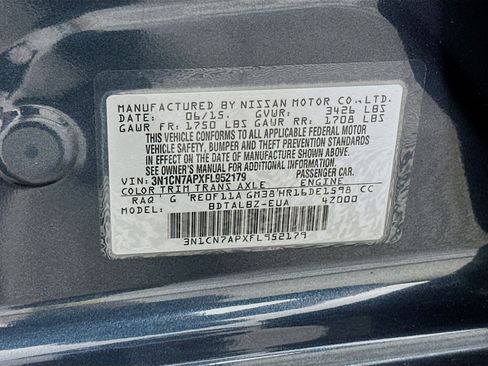 MANUFACTURED BY NISSAN MOTOR CO., LTD.
DATE: 06/15. GVWR: 3426 LBS
GAWR FR: 1750 LBS GAWR RR: 1708 LBS
THIS VEHICLE CONFORMS TO ALL APPLICABLE FEDERAL MOTOR
VEHICLE SAFETY, BUMPER AND THEFT PREVENTION STANDARDS
IN EFFECT ON THE DATE OF MANUFACTURE SHOWN ABOVE.
SEE OWNER'S MANUAL FOR ADDITIONAL INFORMATION.
VIN: 3N1CN7APXFL952179 PASSENGER CAR
COLOR TRIM TRANS AXLE ENGINE
RAQ G RE0F11A GM38 HR16DE1598 CC
MODEL: BDTALBZ-EUA 4Z000
3N1CN7APXFL952179